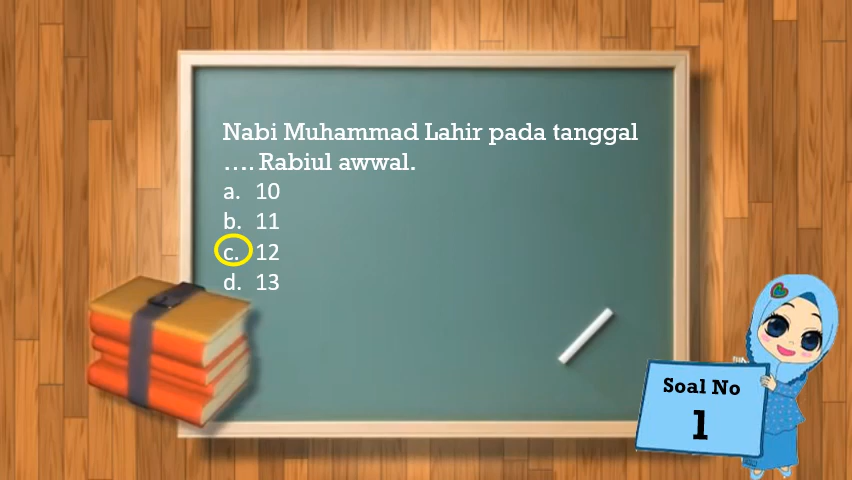 Nabi Muhammad Lahir pada tanggal
.... Rabiul awwal.
a. 10
b. 11
c. 12
d. 13
Soal No
1